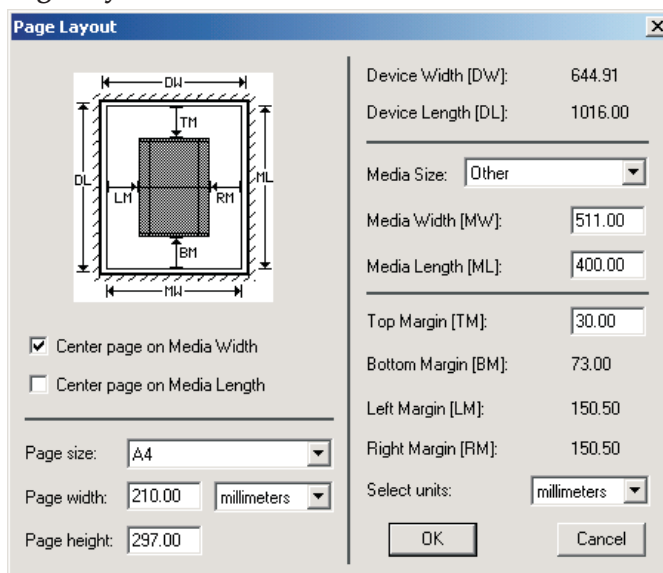 Page Layout
DW
TM
DL
ML
LM
RM
BM
MW
Center page on Media Width
Center page on Media Length
Page size: A4
Page width: 210.00 millimeters
Page height: 297.00
Device Width [DW]: 644.91
Device Length [DL]: 1016.00
Media Size: Other
Media Width [MW]: 511.00
Media Length [ML]: 400.00
Top Margin [TM]: 30.00
Bottom Margin [BM]: 73.00
Left Margin [LM]: 150.50
Right Margin [RM]: 150.50
Select units: millimeters
OK
Cancel